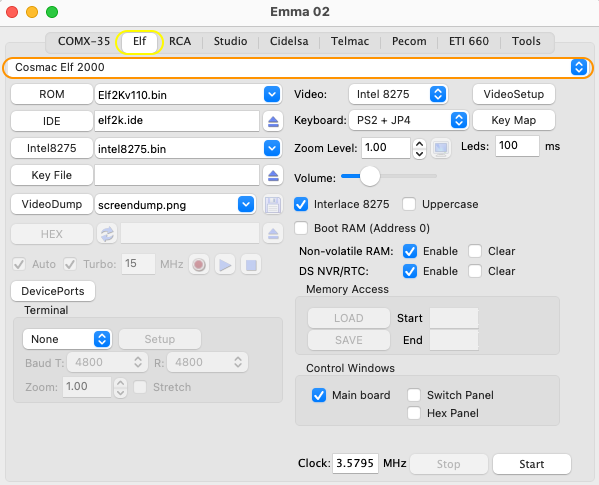 Emma 02
COMX-35 Elf RCA Studio Cidelsa Telmac Pecom ETI 660 Tools
Cosmac Elf 2000
ROM Elf2Kv110.bin Video: Intel 8275 VideoSetup
IDE elf2k.ide Keyboard: PS2 + JP4 Key Map
Intel8275 intel8275.bin Zoom Level: 1.00 Leds: 100 ms
Key File Volume:
VideoDump screendump.png Interlace 8275 Uppercase
HEX Boot RAM (Address 0)
Auto Turbo: 15 MHz Non-volatile RAM: Enable Clear
DS NVR/RTC: Enable Clear
DevicePorts Memory Access
Terminal LOAD Start
None Setup SAVE End
Baud T: 4800 R: 4800 Control Windows
Zoom: 1.00 Stretch Main board Switch Panel
Hex Panel
Clock: 3.5795 MHz Stop Start